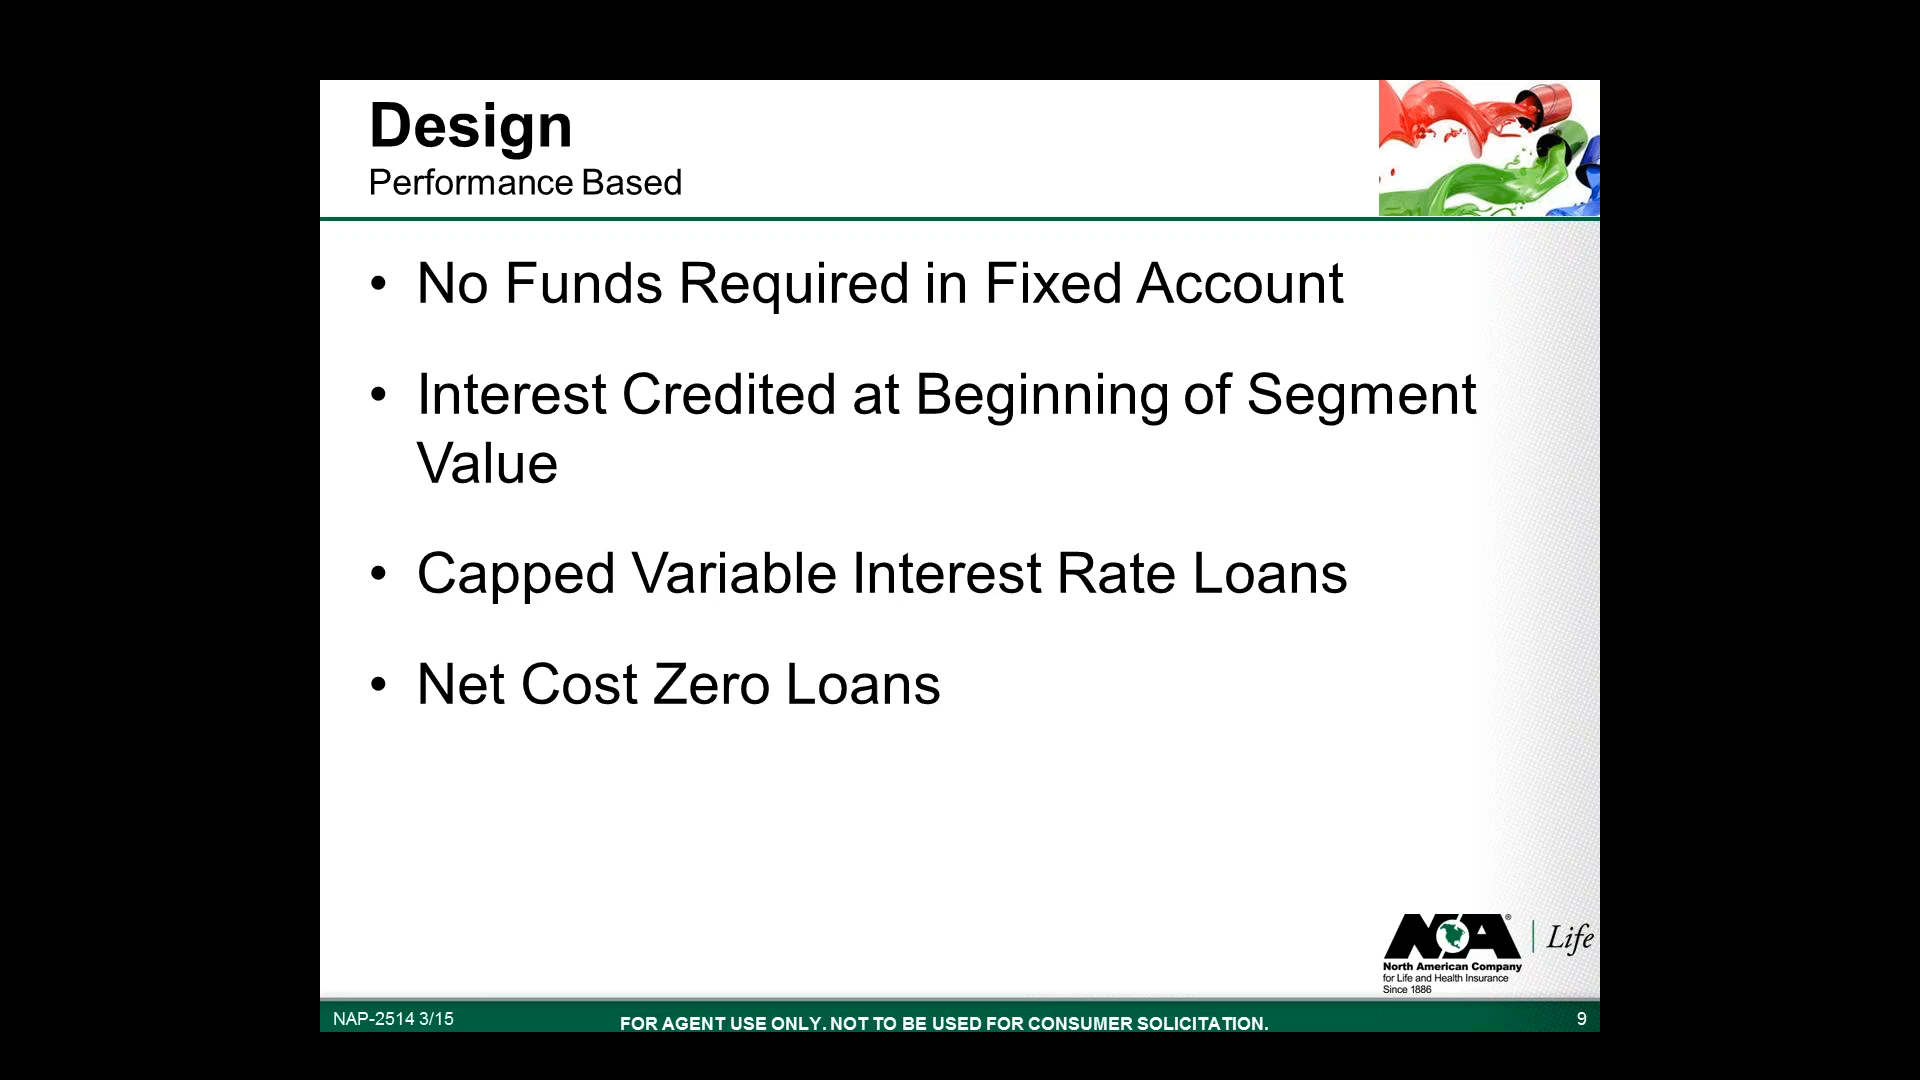 Design
Performance Based
• No Funds Required in Fixed Account
• Interest Credited at Beginning of Segment
Value
• Capped Variable Interest Rate Loans
• Net Cost Zero Loans
NA® | Life
North American Company
for Life and Health Insurance
Since 1886
NAP-2514 3/15
FOR AGENT USE ONLY. NOT TO BE USED FOR CONSUMER SOLICITATION.
9